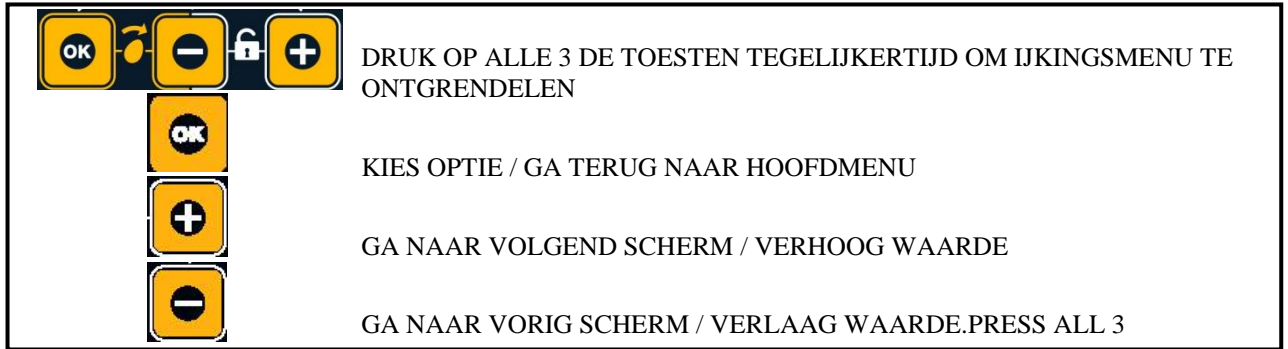 OK
DRUK OP ALLE 3 DE TOESTEN TEGELIJKERTIJD OM IJKINGSMENU TE
ONTGRENDELEN
OK
KIES OPTIE / GA TERUG NAAR HOOFDMENU
GA NAAR VOLGEND SCHERM / VERHOOG WAARDE
GA NAAR VORIG SCHERM / VERLAAG WAARDE.PRESS ALL 3